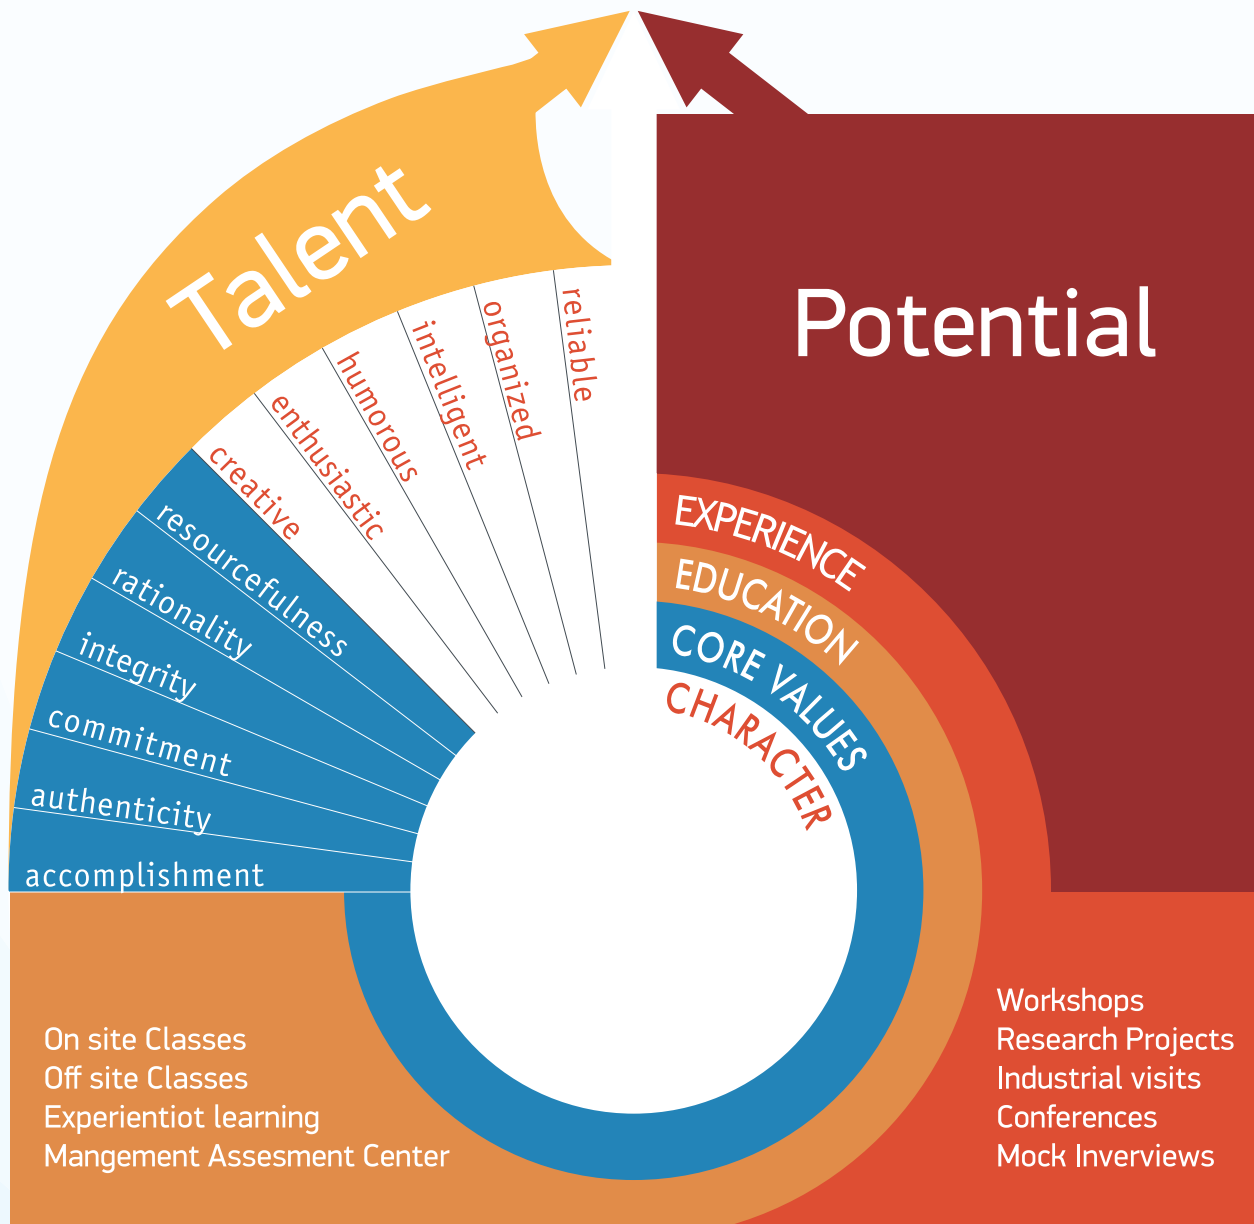 Talent
Potential
reliable
organized
intelligent
humorous
enthusiastic
creative
resourcefulness
rationality
integrity
commitment
authenticity
accomplishment
EXPERIENCE
EDUCATION
CORE VALUES
CHARACTER
On site Classes
Off site Classes
Experientiot learning
Mangement Assesment Center
Workshops
Research Projects
Industrial visits
Conferences
Mock Inverviews